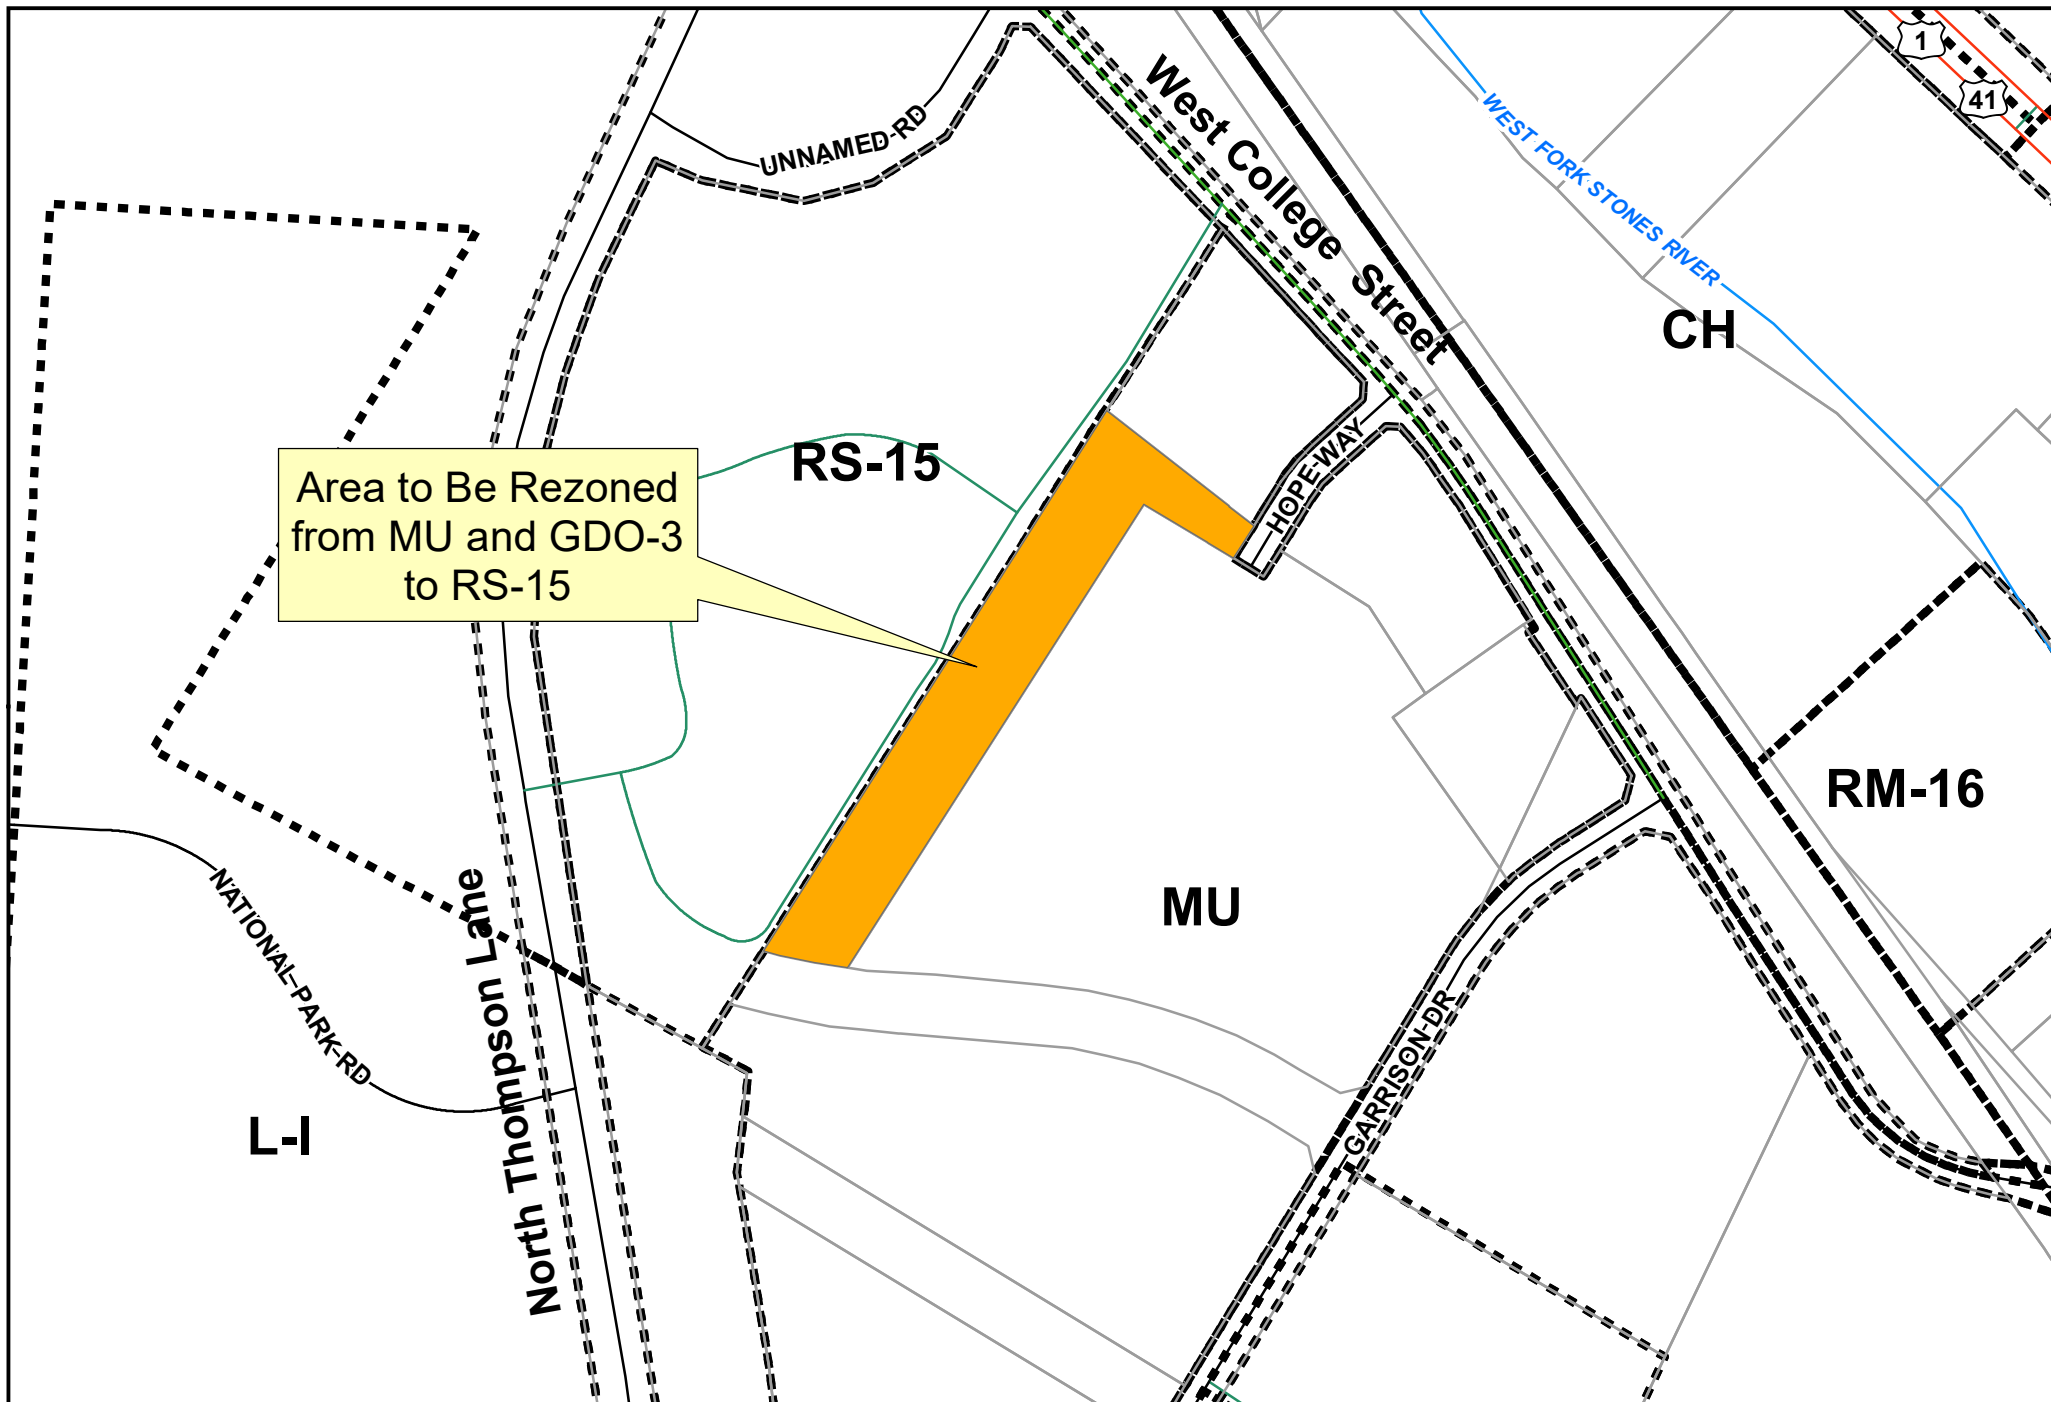 1
41
UNNAMED RD
West College Street
WEST FORK STONES RIVER
CH
RS-15
HOPE WAY
Area to Be Rezoned
from MU and GDO-3
to RS-15
RM-16
MU
NATIONAL PARK RD
North Thompson Lane
GARRISON DR
L-I